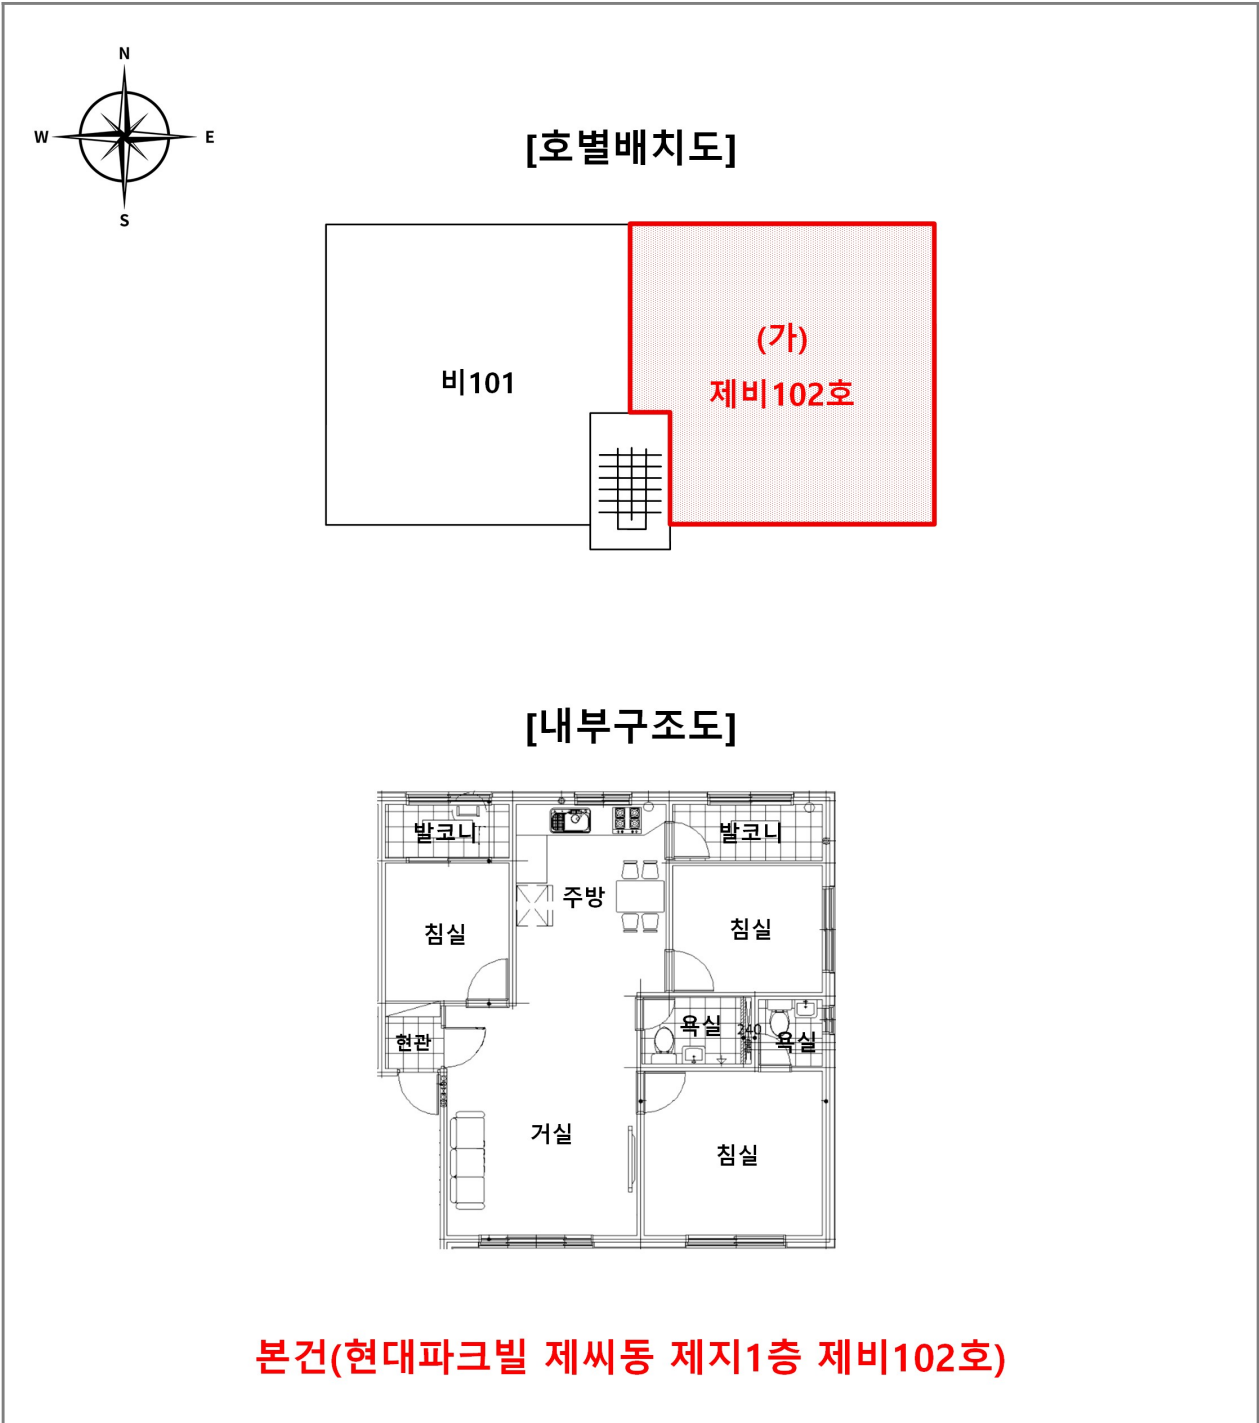 N
W
E
S
[호별배치도]
(가)
제비102호
비101
[내부구조도]
발코니
발코니
주방
침실
침실
욕실
240
욕실
현관
거실
침실
본건(현대파크빌 제씨동 제지1층 제비102호)